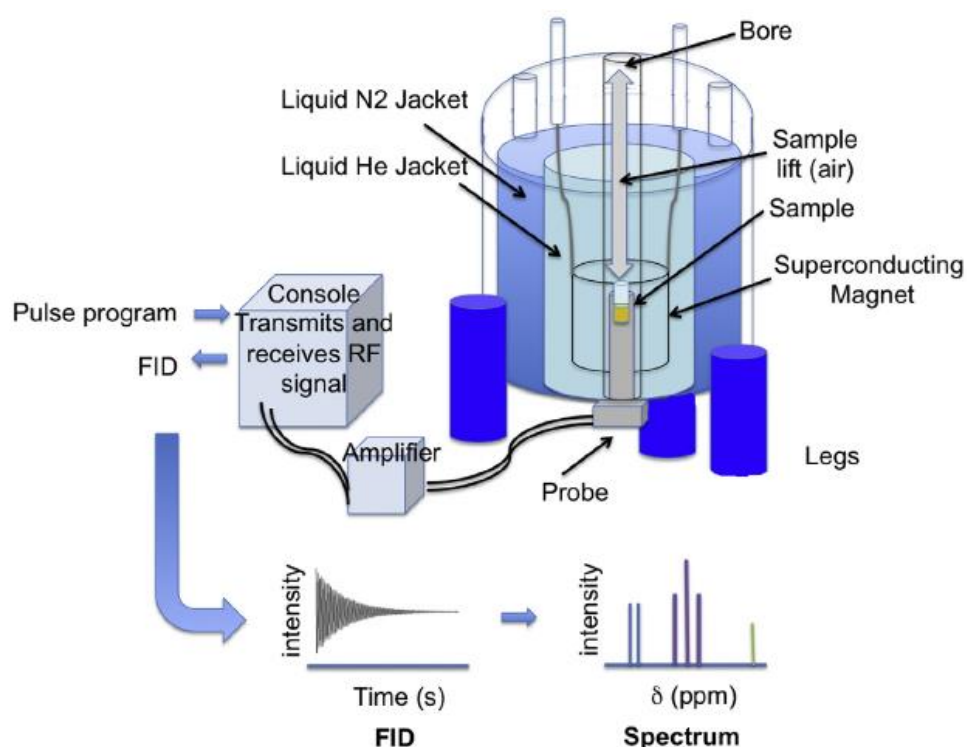 Bore
Liquid N2 Jacket
Liquid He Jacket
Sample
lift (air)
Sample
Superconducting
Magnet
Pulse program
FID
Console
Transmits and
receives RF
signal
Amplifier
Probe
Legs
intensity
Time (s)
FID
intensity
δ (ppm)
Spectrum